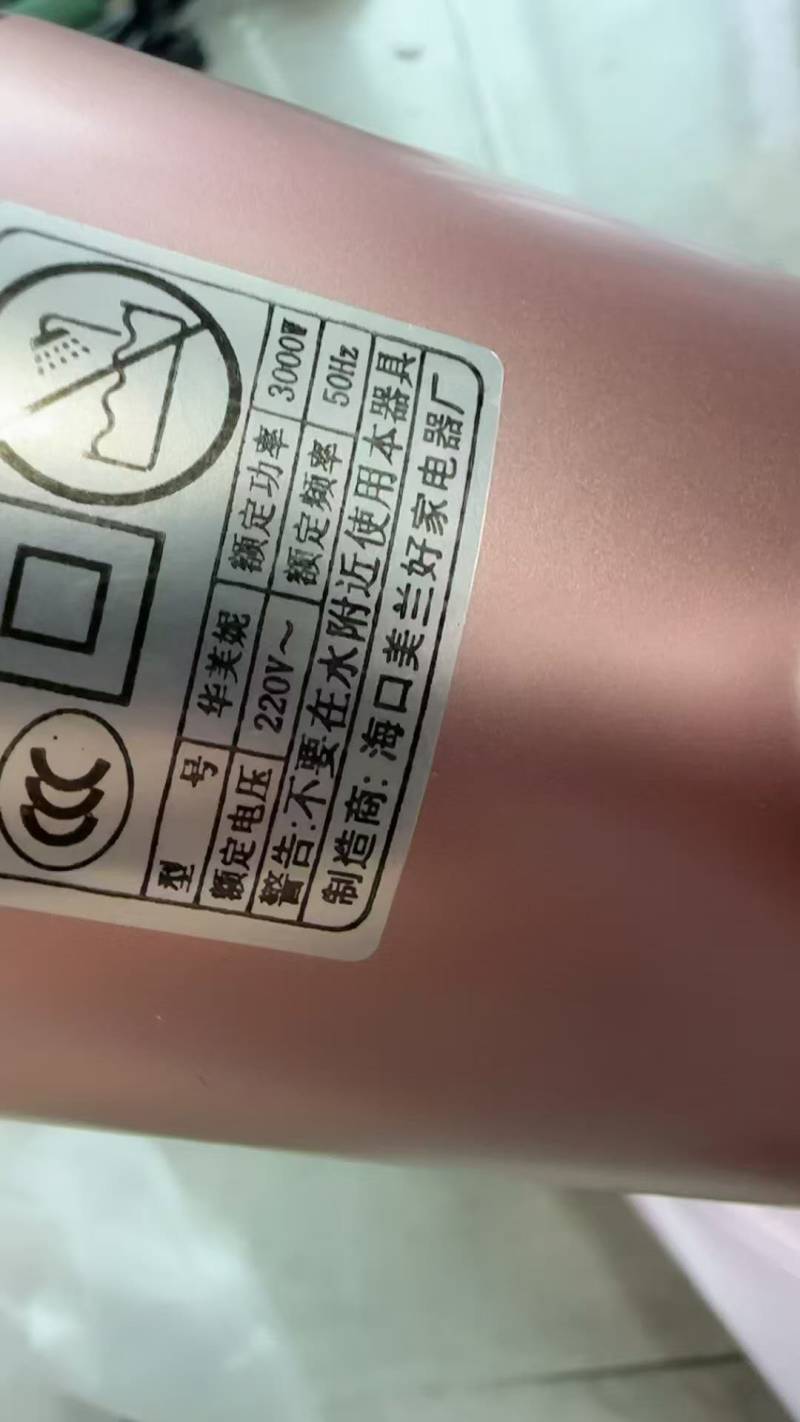 CCC
型 号 华美妮 额定功率 3000W
额定电压 220V～ 额定频率 50Hz
警告:不要在水附近使用本器具
制造商: 海口美兰好家电器厂